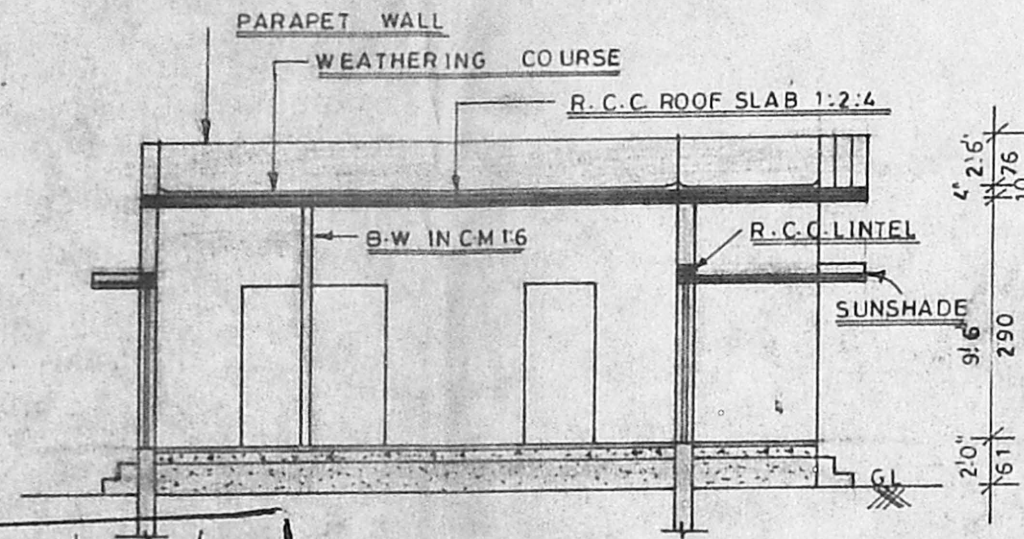 PARAPET WALL
WEATHERING COURSE
R.C.C. ROOF SLAB 1:2:4
2'.6"
76
4"
10
B.W IN C.M 1:6
R.C.C. LINTEL
SUNSHADE
9'.6"
290
2'.0"
61
G.L